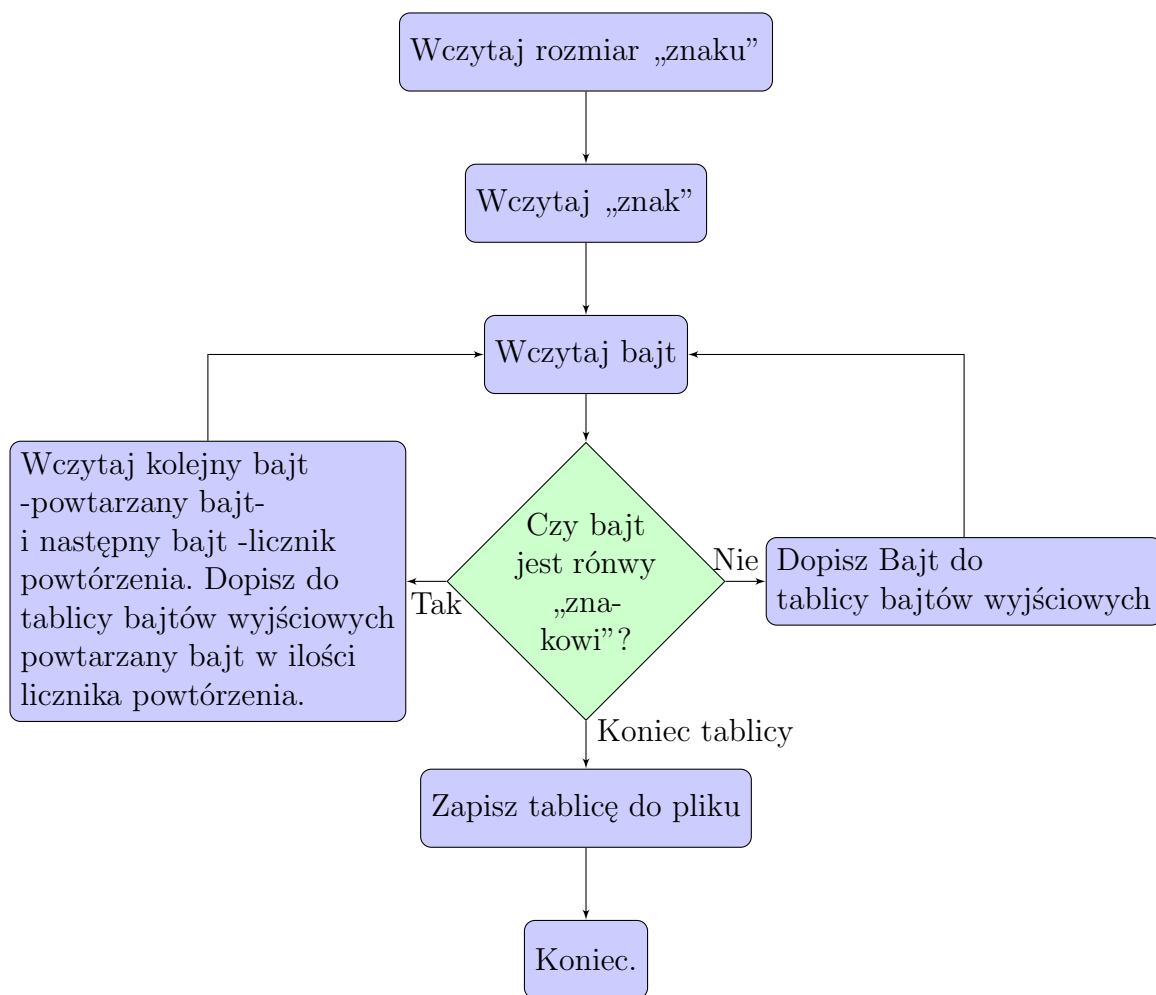 Wczytaj rozmiar „znaku”
Wczytaj „znak”
Wczytaj bajt
Wczytaj kolejny bajt
-powtarzany bajt-
i następny bajt -licznik
powtórzenia. Dopisz do
tablicy bajtów wyjściowych
powtarzany bajt w ilości
licznika powtórzenia.
Tak
Czy bajt
jest rónwy
„zna-
kowi”?
Nie
Dopisz Bajt do
tablicy bajtów wyjściowych
Koniec tablicy
Zapisz tablicę do pliku
Koniec.